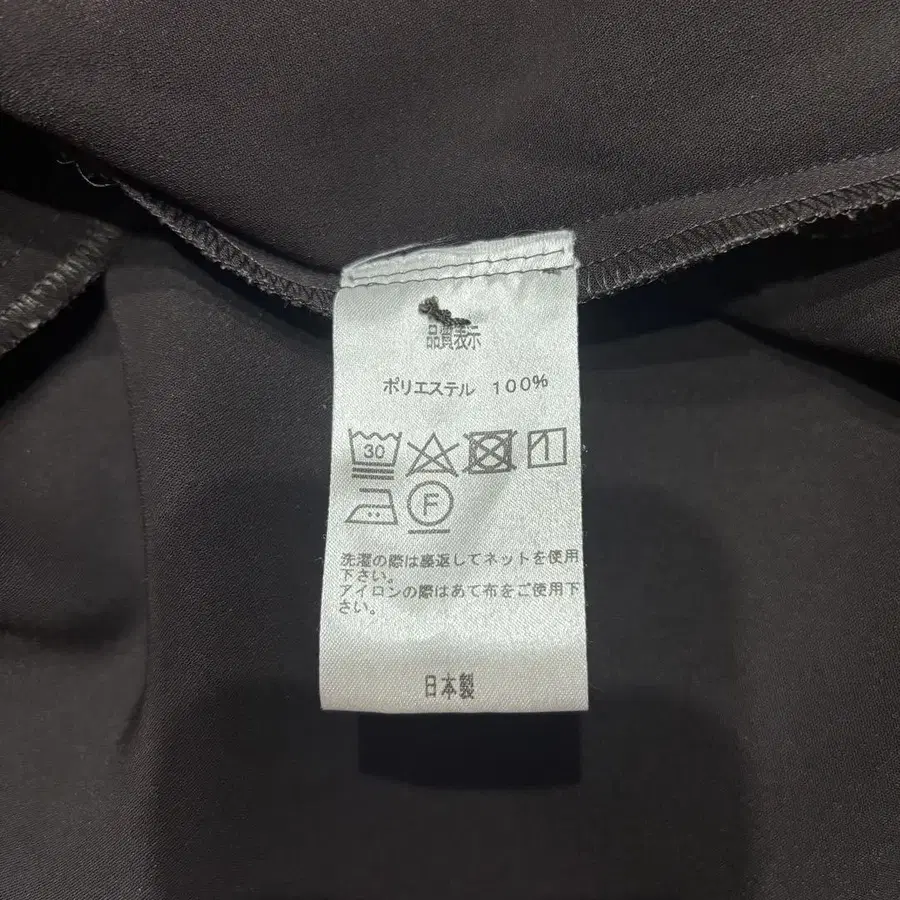 品質表示
ポリエステル 100%
30
F
洗濯の際は裏返してネットを使用
下さい。
アイロンの際はあて布をご使用下
さい。
日本製